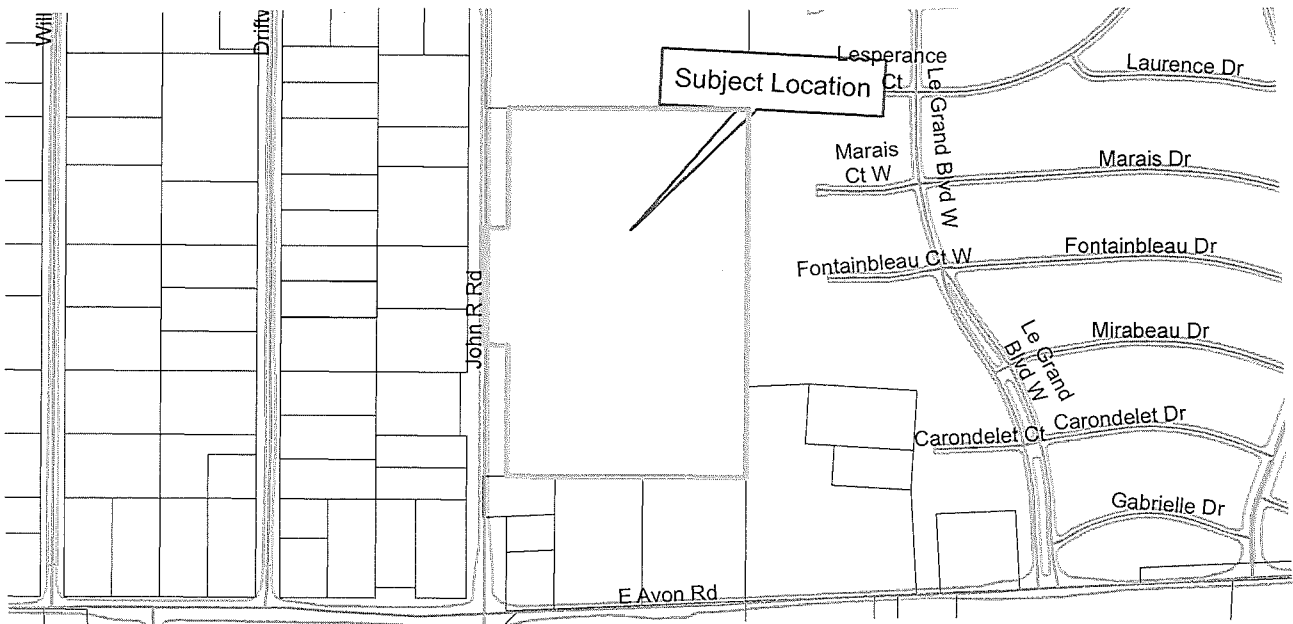 Subject Location
Lesperance
Ct
Le Grand Blvd W
Laurence Dr
Marais
Ct W
Marais Dr
Fontainbleau Ct W
Fontainbleau Dr
John R Rd
Le Grand
Blvd W
Mirabeau Dr
Carondelet Ct
Carondelet Dr
Gabrielle Dr
E Avon Rd